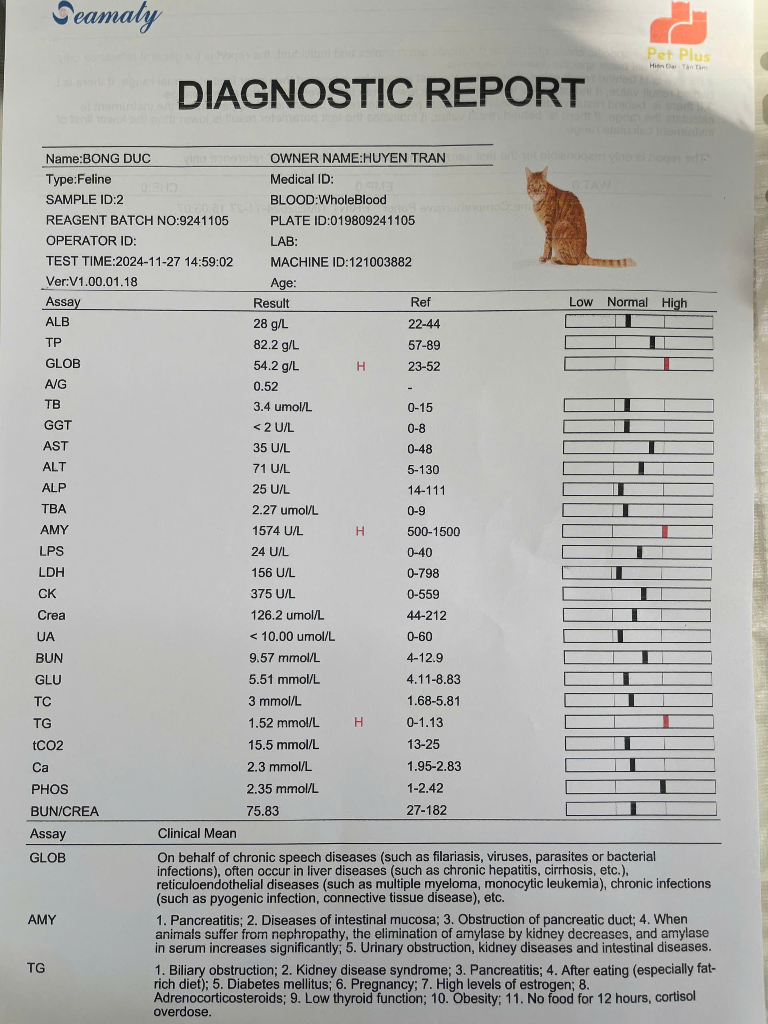 Seamaty
Pet Plus
Hiện Đại - Tận Tâm
DIAGNOSTIC REPORT
Name:BONG DUC OWNER NAME:HUYEN TRAN
Type:Feline Medical ID:
SAMPLE ID:2 BLOOD:WholeBlood
REAGENT BATCH NO:9241105 PLATE ID:019809241105
OPERATOR ID: LAB:
TEST TIME:2024-11-27 14:59:02 MACHINE ID:121003882
Ver:V1.00.01.18 Age:
Assay Result Ref Low Normal High
ALB 28 g/L 22-44
TP 82.2 g/L 57-89
GLOB 54.2 g/L H 23-52
A/G 0.52 -
TB 3.4 umol/L 0-15
GGT < 2 U/L 0-8
AST 35 U/L 0-48
ALT 71 U/L 5-130
ALP 25 U/L 14-111
TBA 2.27 umol/L 0-9
AMY 1574 U/L H 500-1500
LPS 24 U/L 0-40
LDH 156 U/L 0-798
CK 375 U/L 0-559
Crea 126.2 umol/L 44-212
UA < 10.00 umol/L 0-60
BUN 9.57 mmol/L 4-12.9
GLU 5.51 mmol/L 4.11-8.83
TC 3 mmol/L 1.68-5.81
TG 1.52 mmol/L H 0-1.13
tCO2 15.5 mmol/L 13-25
Ca 2.3 mmol/L 1.95-2.83
PHOS 2.35 mmol/L 1-2.42
BUN/CREA 75.83 27-182
Assay Clinical Mean
GLOB On behalf of chronic speech diseases (such as filariasis, viruses, parasites or bacterial
infections), often occur in liver diseases (such as chronic hepatitis, cirrhosis, etc.),
reticuloendothelial diseases (such as multiple myeloma, monocytic leukemia), chronic infections
(such as pyogenic infection, connective tissue disease), etc.
AMY 1. Pancreatitis; 2. Diseases of intestinal mucosa; 3. Obstruction of pancreatic duct; 4. When
animals suffer from nephropathy, the elimination of amylase by kidney decreases, and amylase
in serum increases significantly; 5. Urinary obstruction, kidney diseases and intestinal diseases.
TG 1. Biliary obstruction; 2. Kidney disease syndrome; 3. Pancreatitis; 4. After eating (especially fat-
rich diet); 5. Diabetes mellitus; 6. Pregnancy; 7. High levels of estrogen; 8.
Adrenocorticosteroids; 9. Low thyroid function; 10. Obesity; 11. No food for 12 hours, cortisol
overdose.